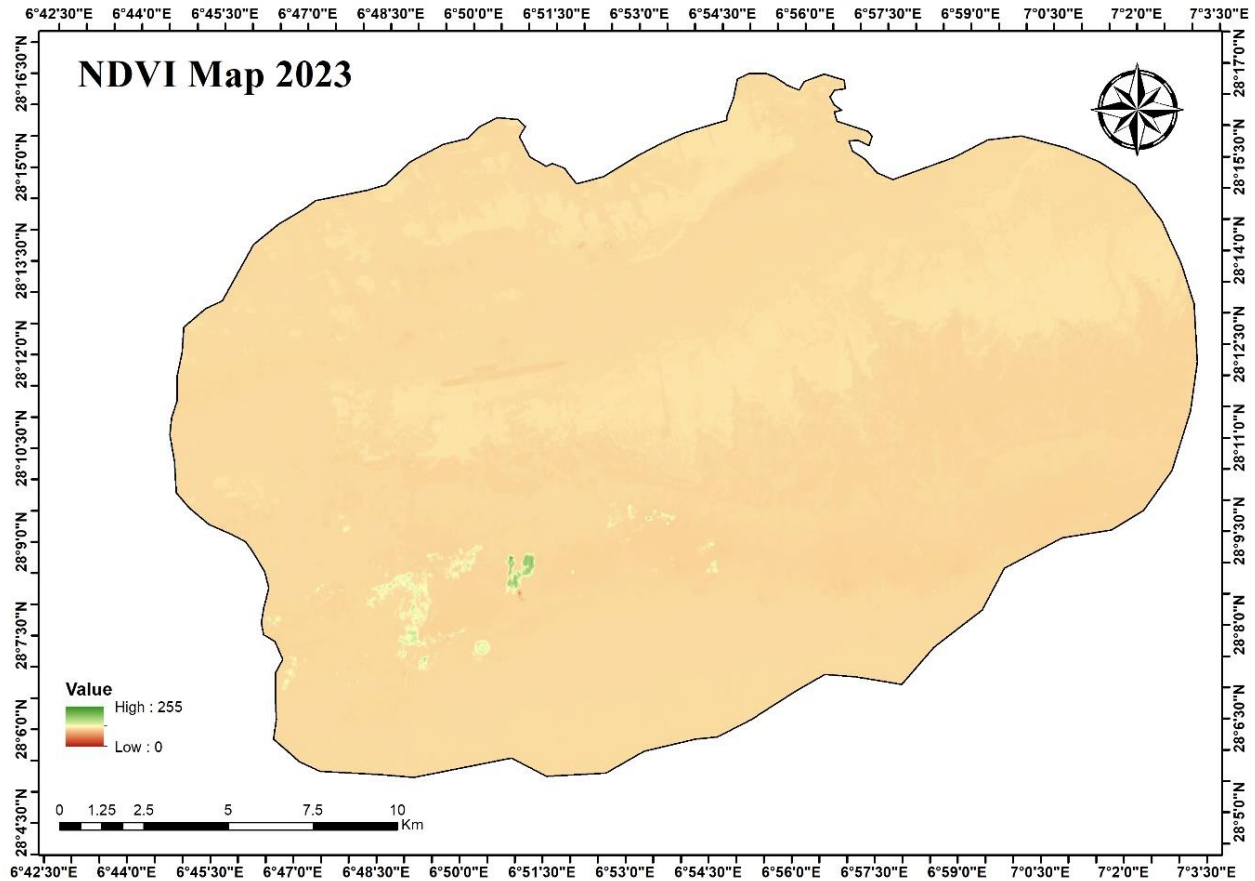 6°42'30"E 6°44'0"E 6°45'30"E 6°47'0"E 6°48'30"E 6°50'0"E 6°51'30"E 6°53'0"E 6°54'30"E 6°56'0"E 6°57'30"E 6°59'0"E 7°0'30"E 7°2'0"E 7°3'30"E
NDVI Map 2023
28°16'30"N
28°15'0"N
28°13'30"N
28°12'0"N
28°10'30"N
28°9'0"N
28°7'30"N
28°6'0"N
28°4'30"N
28°17'0"N
28°15'30"N
28°14'0"N
28°12'30"N
28°11'0"N
28°9'30"N
28°8'0"N
28°6'30"N
28°5'0"N
Value
High : 255
Low : 0
0 1.25 2.5 5 7.5 10
Km
6°42'30"E 6°44'0"E 6°45'30"E 6°47'0"E 6°48'30"E 6°50'0"E 6°51'30"E 6°53'0"E 6°54'30"E 6°56'0"E 6°57'30"E 6°59'0"E 7°0'30"E 7°2'0"E 7°3'30"E